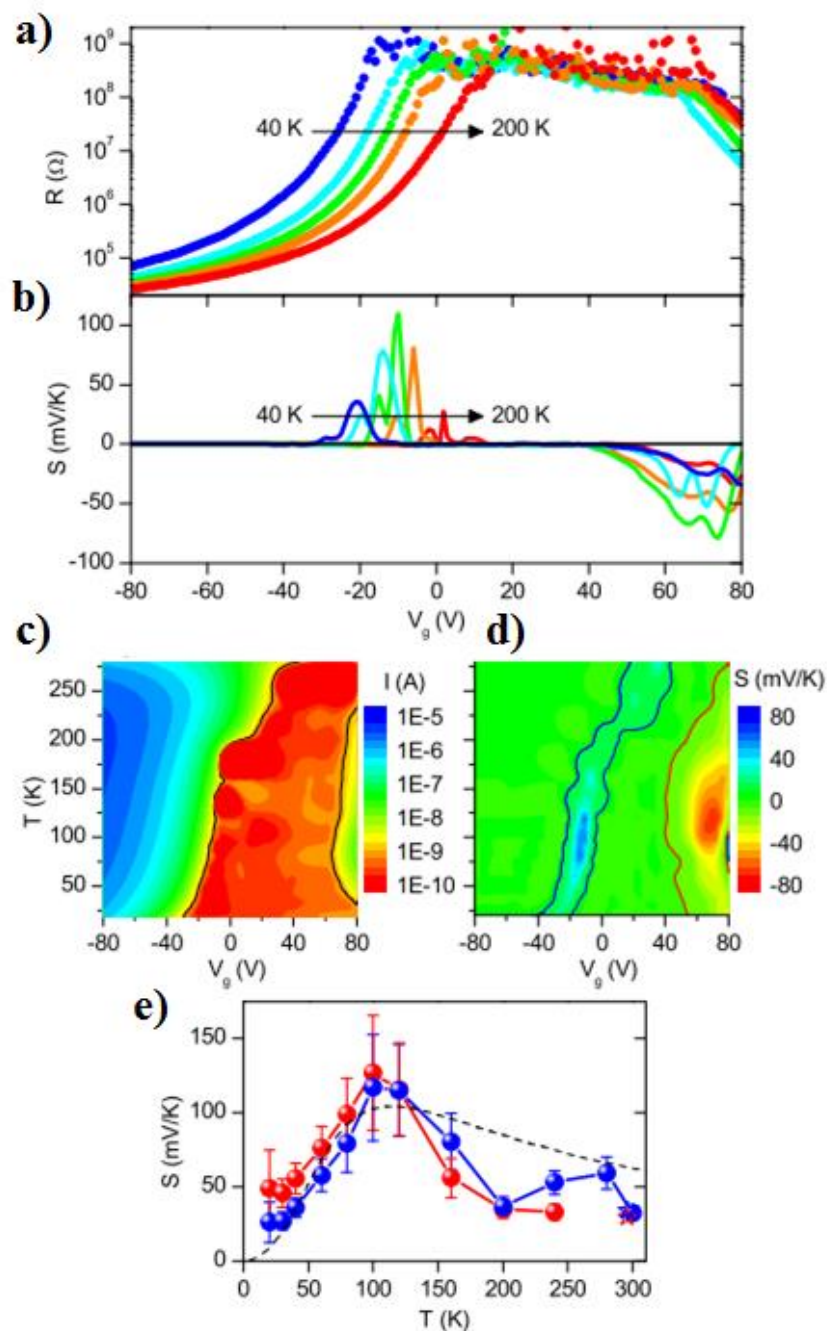 a)
10⁹
10⁸
10⁷
10⁶
10⁵
R (Ω)
40 K
200 K
b)
100
50
0
-50
-100
S (mV/K)
40 K
200 K
-80 -60 -40 -20 0 20 40 60 80
V_g (V)
c)
250
200
150
100
50
T (K)
-80 -40 0 40 80
V_g (V)
I (A)
1E-5
1E-6
1E-7
1E-8
1E-9
1E-10
d)
-80 -40 0 40 80
V_g (V)
S (mV/K)
80
40
0
-40
-80
e)
150
100
50
0
S (mV/K)
0 50 100 150 200 250 300
T (K)